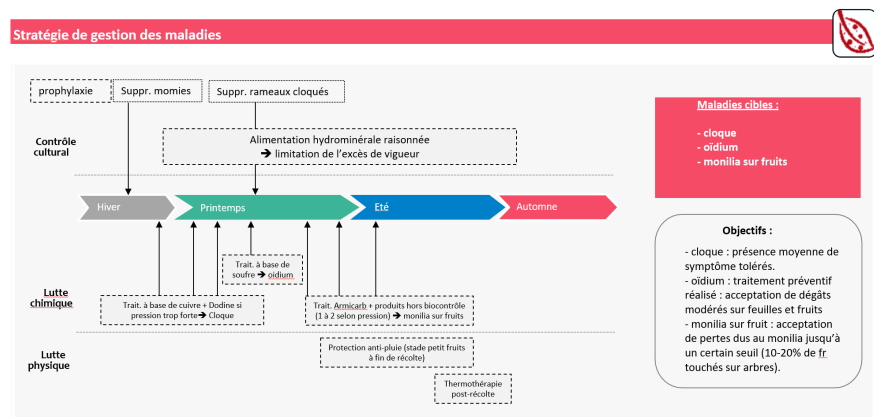 Stratégie de gestion des maladies
prophylaxie
Suppr. momies
Suppr. rameaux cloqués
Contrôle
cultural
Alimentation hydrominérale raisonnée
➔ limitation de l'excès de vigueur
Hiver
Printemps
Eté
Automne
Lutte
chimique
Trait. à base de
soufre ➔ oidium
Trait. à base de cuivre + Dodine si
pression trop forte➔ Cloque
Trait. Armicarb + produits hors biocontrôle
(1 à 2 selon pression) ➔ monilia sur fruits
Lutte
physique
Protection anti-pluie (stade petit fruits
à fin de récolte)
Thermothérapie
post-récolte
Maladies cibles :
- cloque
- oïdium
- monilia sur fruits
Objectifs :
- cloque : présence moyenne de
symptôme tolérés.
- oïdium : traitement préventif
réalisé : acceptation de dégâts
modérés sur feuilles et fruits
- monilia sur fruit : acceptation
de pertes dus au monilia jusqu'à
un certain seuil (10-20% de fr
touchés sur arbres).